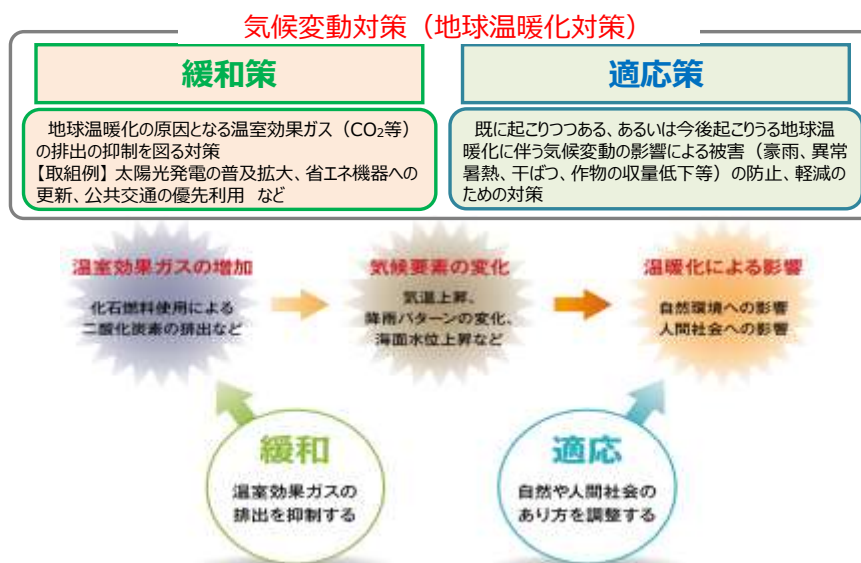 気候変動対策（地球温暖化対策）
緩和策
地球温暖化の原因となる温室効果ガス（CO₂等）
の排出の抑制を図る対策
【取組例】太陽光発電の普及拡大、省エネ機器への
更新、公共交通の優先利用 など
適応策
既に起こりつつある、あるいは今後起こりうる地球温
暖化に伴う気候変動の影響による被害（豪雨、異常
暑熱、干ばつ、作物の収量低下等）の防止、軽減の
ための対策
温室効果ガスの増加
化石燃料使用による
二酸化炭素の排出など
気候要素の変化
気温上昇、
降雨パターンの変化、
海面水位上昇など
温暖化による影響
自然環境への影響
人間社会への影響
緩和
温室効果ガスの
排出を抑制する
適応
自然や人間社会の
あり方を調整する